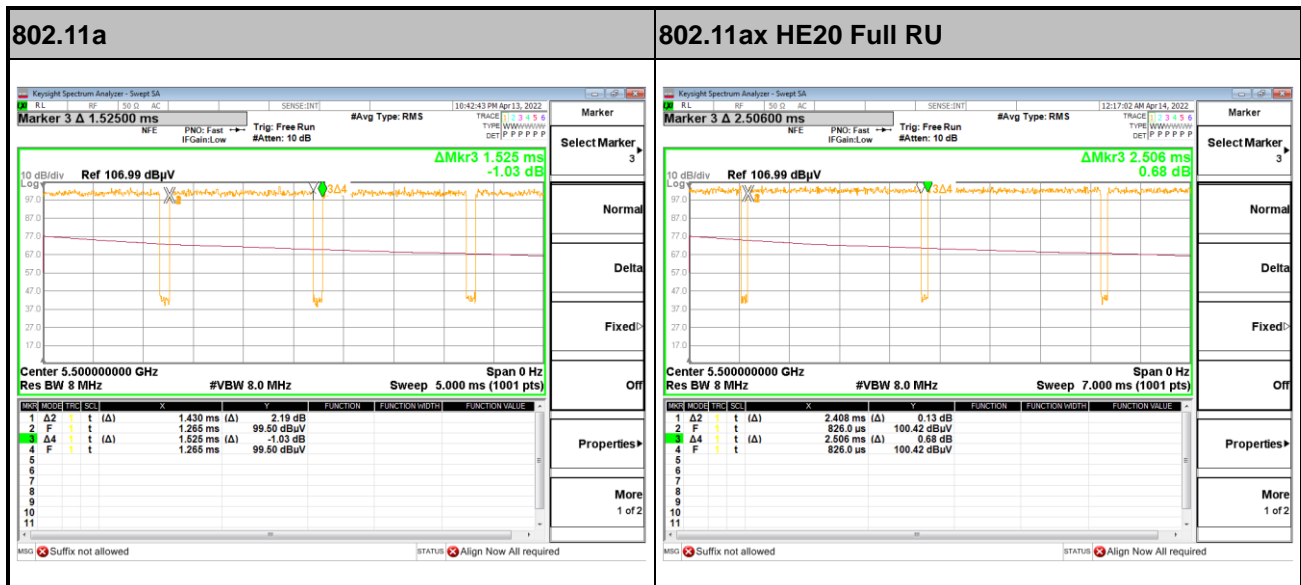 802.11a
Keysight Spectrum Analyzer - Swept SA
RL RF 50 Ω AC SENSE:INT 10:42:43 PM Apr 13, 2022
Marker 3 Δ 1.52500 ms
NFE
PNO: Fast
IFGain:Low
Trig: Free Run
#Atten: 10 dB
#Avg Type: RMS
TRACE 1 2 3 4 5 6
TYPE WWWWWW
DET P P P P P P
ΔMkr3 1.525 ms
-1.03 dB
10 dB/div Ref 106.99 dBµV
Log
3Δ4
97.0
87.0
77.0
67.0
57.0
47.0
37.0
27.0
17.0
Center 5.500000000 GHz Span 0 Hz
Res BW 8 MHz #VBW 8.0 MHz Sweep 5.000 ms (1001 pts)
MKR MODE TRC SCL X Y FUNCTION FUNCTION WIDTH FUNCTION VALUE
1 Δ2 1 t (Δ) 1.430 ms (Δ) 2.19 dB
2 F 1 t 1.265 ms 99.50 dBuV
3 Δ4 1 t (Δ) 1.525 ms (Δ) -1.03 dB
4 F 1 t 1.265 ms 99.50 dBuV
5
6
7
8
9
10
11
MSG Suffix not allowed STATUS Align Now All required
Marker
Select Marker
3
Normal
Delta
Fixed
Off
Properties
More
1 of 2
802.11ax HE20 Full RU
Keysight Spectrum Analyzer - Swept SA
RL RF 50 Ω AC SENSE:INT 12:17:02 AM Apr 14, 2022
Marker 3 Δ 2.50600 ms
NFE
PNO: Fast
IFGain:Low
Trig: Free Run
#Atten: 10 dB
#Avg Type: RMS
TRACE 1 2 3 4 5 6
TYPE WWWWWW
DET P P P P P P
ΔMkr3 2.506 ms
0.68 dB
10 dB/div Ref 106.99 dBµV
Log
3Δ4
97.0
87.0
77.0
67.0
57.0
47.0
37.0
27.0
17.0
Center 5.500000000 GHz Span 0 Hz
Res BW 8 MHz #VBW 8.0 MHz Sweep 7.000 ms (1001 pts)
MKR MODE TRC SCL X Y FUNCTION FUNCTION WIDTH FUNCTION VALUE
1 Δ2 1 t (Δ) 2.408 ms (Δ) 0.13 dB
2 F 1 t 826.0 µs 100.42 dBuV
3 Δ4 1 t (Δ) 2.506 ms (Δ) 0.68 dB
4 F 1 t 826.0 µs 100.42 dBuV
5
6
7
8
9
10
11
MSG Suffix not allowed STATUS Align Now All required
Marker
Select Marker
3
Normal
Delta
Fixed
Off
Properties
More
1 of 2